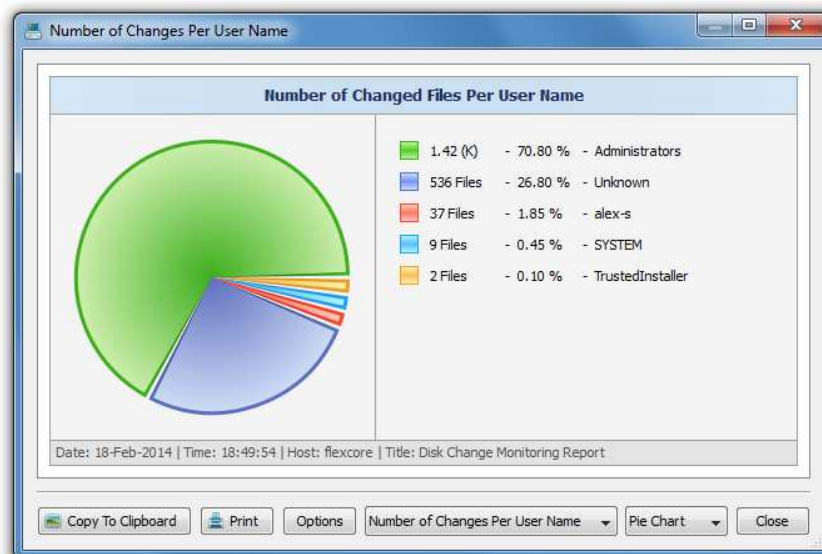 Number of Changes Per User Name
Number of Changed Files Per User Name
1.42 (K) - 70.80 % - Administrators
536 Files - 26.80 % - Unknown
37 Files - 1.85 % - alex-s
9 Files - 0.45 % - SYSTEM
2 Files - 0.10 % - TrustedInstaller
Date: 18-Feb-2014 | Time: 18:49:54 | Host: flexcore | Title: Disk Change Monitoring Report
Copy To Clipboard Print Options Number of Changes Per User Name Pie Chart Close